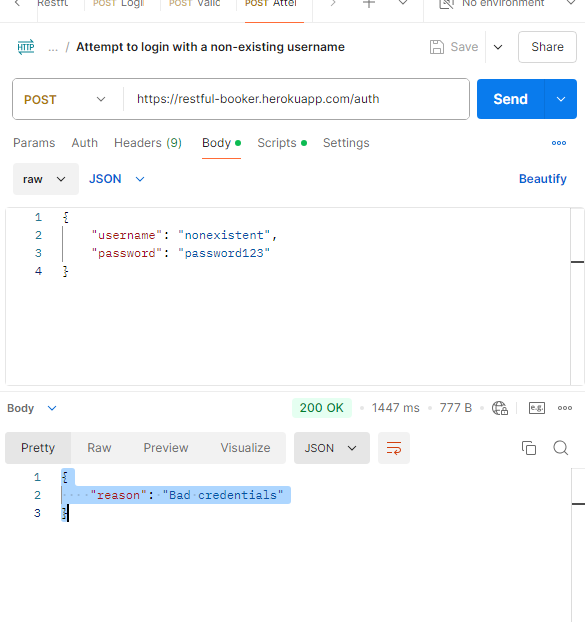 POST Logi POST Valic POST Attei No environment
HTTP ... / Attempt to login with a non-existing username Save Share
POST https://restful-booker.herokuapp.com/auth Send
Params Auth Headers (9) Body Scripts Settings
raw JSON Beautify
1 {
2 "username": "nonexistent",
3 "password": "password123"
4 }
Body 200 OK 1447 ms 777 B e.g.
Pretty Raw Preview Visualize JSON
1 {
2 "reason": "Bad credentials"
3 }